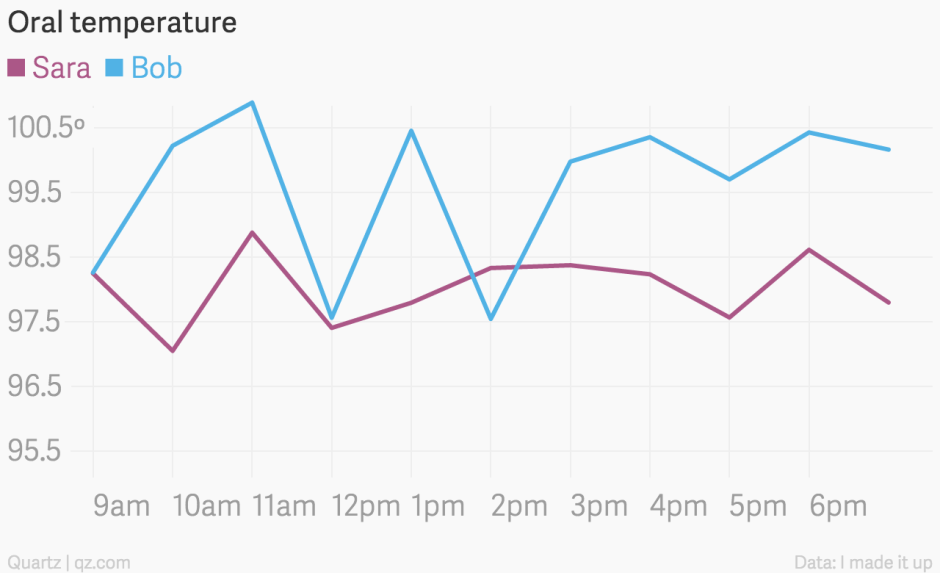 Oral temperature
Sara Bob
100.5º
99.5
98.5
97.5
96.5
95.5
9am 10am 11am 12pm 1pm 2pm 3pm 4pm 5pm 6pm
Quartz | qz.com Data: I made it up